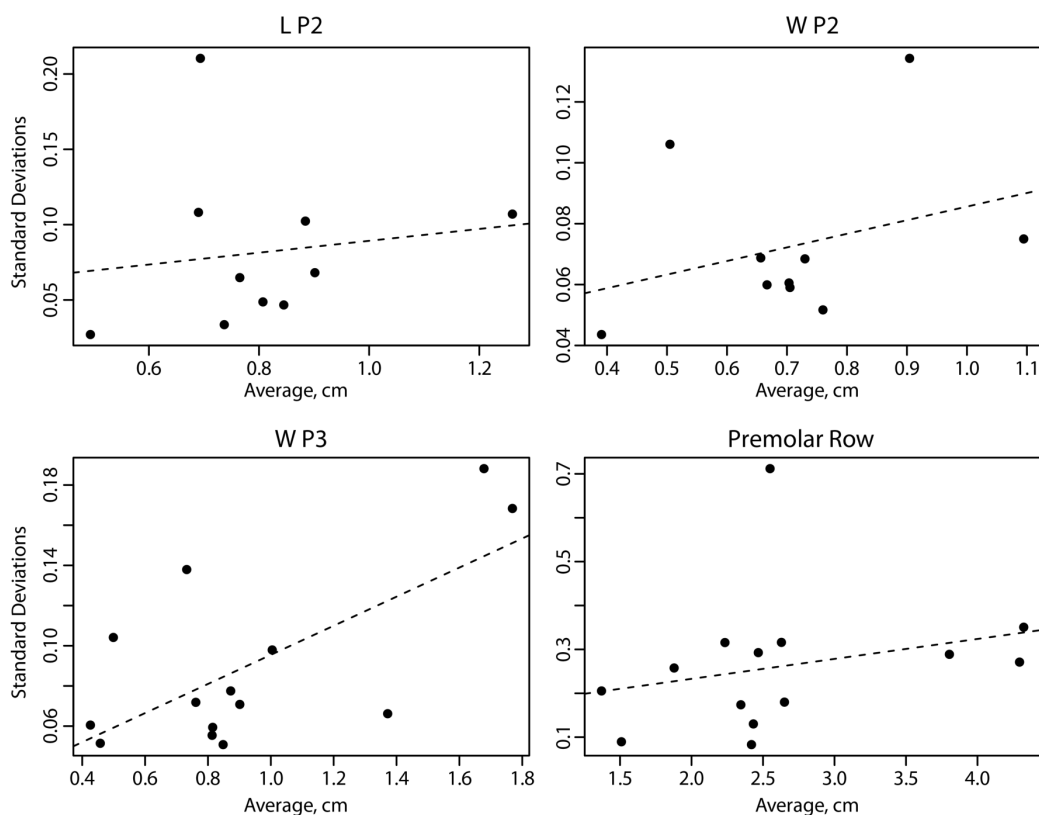 L P2
Standard Deviations
0.20
0.15
0.10
0.05
0.6 0.8 1.0 1.2
Average, cm
W P2
0.12
0.10
0.08
0.06
0.04
0.4 0.5 0.6 0.7 0.8 0.9 1.0 1.1
Average, cm
W P3
Standard Deviations
0.18
0.14
0.10
0.06
0.4 0.6 0.8 1.0 1.2 1.4 1.6 1.8
Average, cm
Premolar Row
0.7
0.5
0.3
0.1
1.5 2.0 2.5 3.0 3.5 4.0
Average, cm